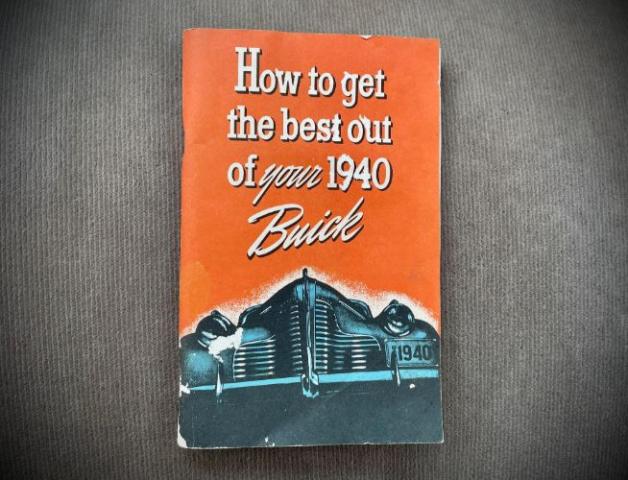 How to get
the best out
of your 1940
Buick
1940